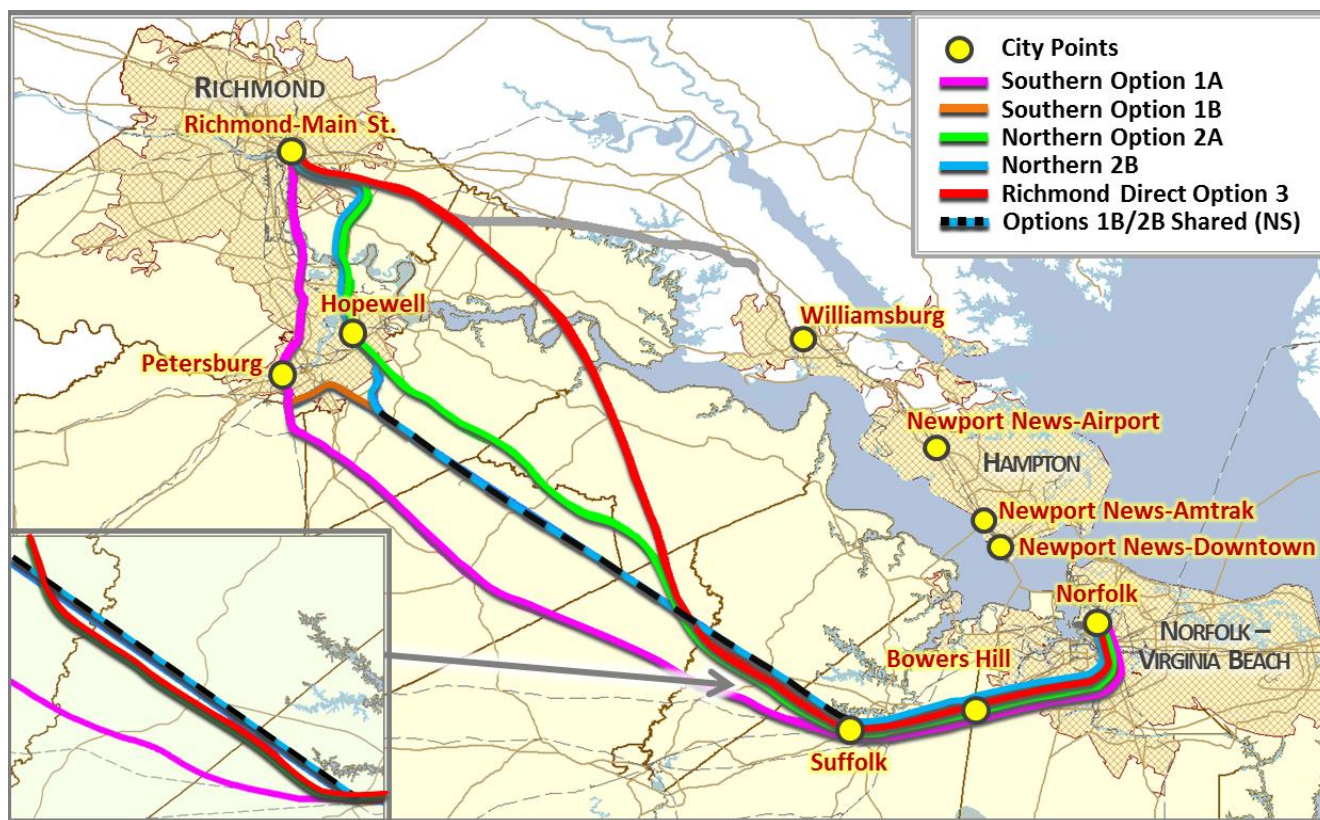 City Points
Southern Option 1A
Southern Option 1B
Northern Option 2A
Northern 2B
Richmond Direct Option 3
Options 1B/2B Shared (NS)
RICHMOND
Richmond-Main St.
Hopewell
Petersburg
Williamsburg
Newport News-Airport
HAMPTON
Newport News-Amtrak
Newport News-Downtown
Norfolk
NORFOLK –
VIRGINIA BEACH
Bowers Hill
Suffolk